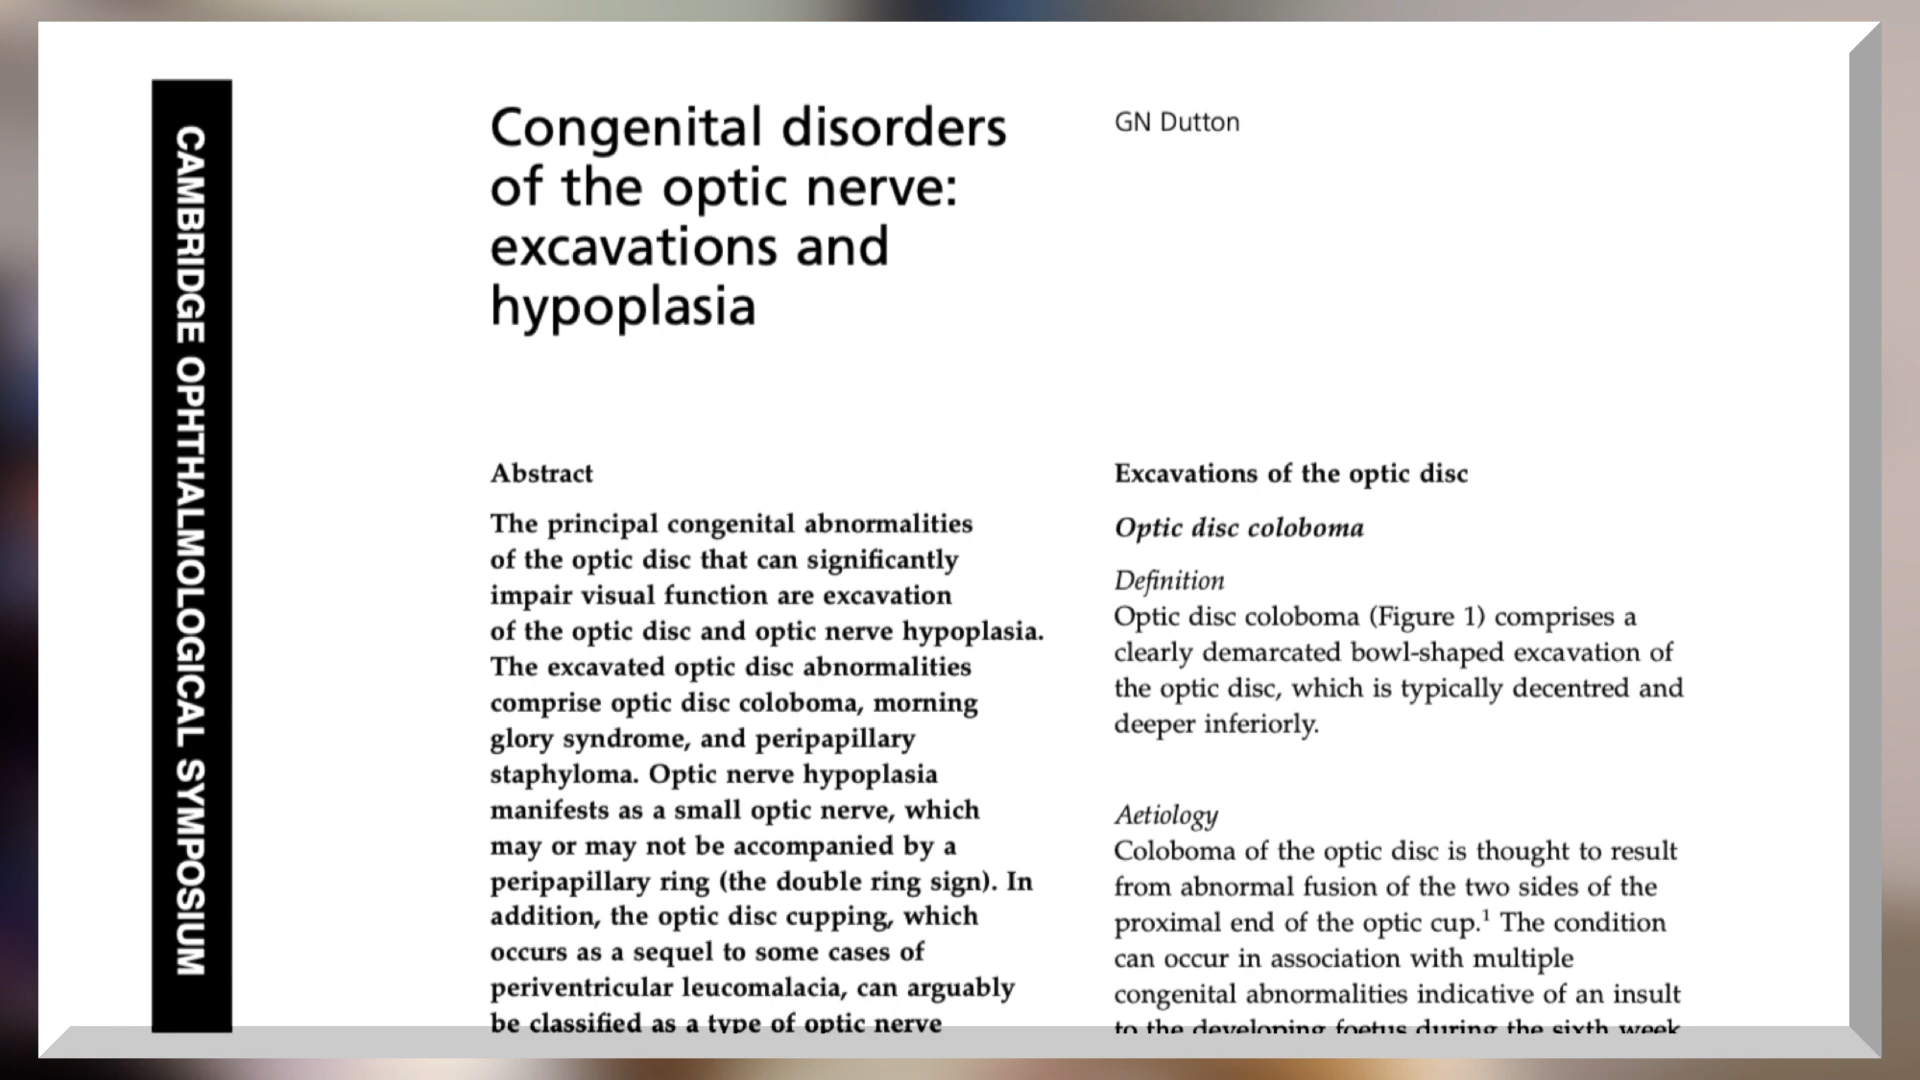 CAMBRIDGE OPHTHALMOLOGICAL SYMPOSIUM
Congenital disorders
of the optic nerve:
excavations and
hypoplasia
GN Dutton
Abstract
The principal congenital abnormalities
of the optic disc that can significantly
impair visual function are excavation
of the optic disc and optic nerve hypoplasia.
The excavated optic disc abnormalities
comprise optic disc coloboma, morning
glory syndrome, and peripapillary
staphyloma. Optic nerve hypoplasia
manifests as a small optic nerve, which
may or may not be accompanied by a
peripapillary ring (the double ring sign). In
addition, the optic disc cupping, which
occurs as a sequel to some cases of
periventricular leucomalacia, can arguably
be classified as a type of optic nerve
Excavations of the optic disc
Optic disc coloboma
Definition
Optic disc coloboma (Figure 1) comprises a
clearly demarcated bowl-shaped excavation of
the optic disc, which is typically decentred and
deeper inferiorly.
Aetiology
Coloboma of the optic disc is thought to result
from abnormal fusion of the two sides of the
proximal end of the optic cup.¹ The condition
can occur in association with multiple
congenital abnormalities indicative of an insult
to the developing foetus during the sixth week